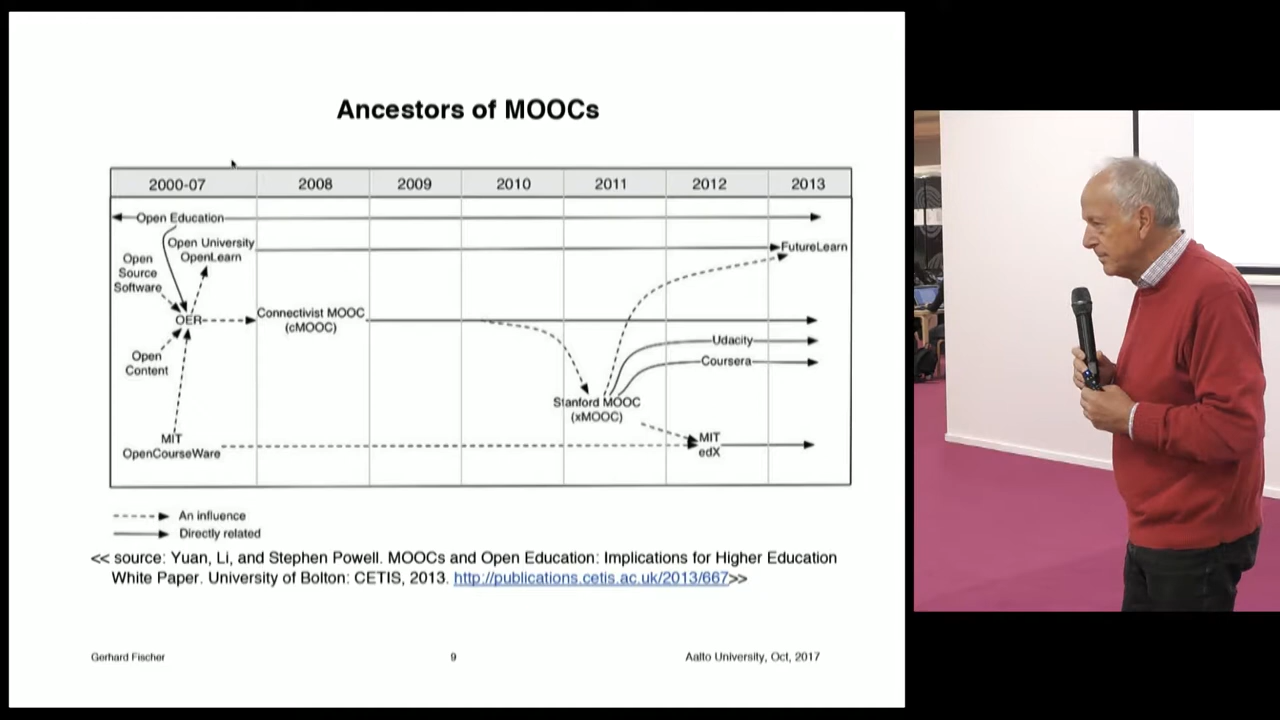 Ancestors of MOOCs
2000-07 2008 2009 2010 2011 2012 2013
Open Education
Open University
OpenLearn
FutureLearn
Open
Source
Software
OER
Connectivist MOOC
(cMOOC)
Udacity
Open
Content
Coursera
Stanford MOOC
(xMOOC)
MIT
OpenCourseWare
MIT
edX
An influence
Directly related
<< source: Yuan, Li, and Stephen Powell. MOOCs and Open Education: Implications for Higher Education
White Paper. University of Bolton: CETIS, 2013. http://publications.cetis.ac.uk/2013/667>>
Gerhard Fischer 9 Aalto University, Oct, 2017